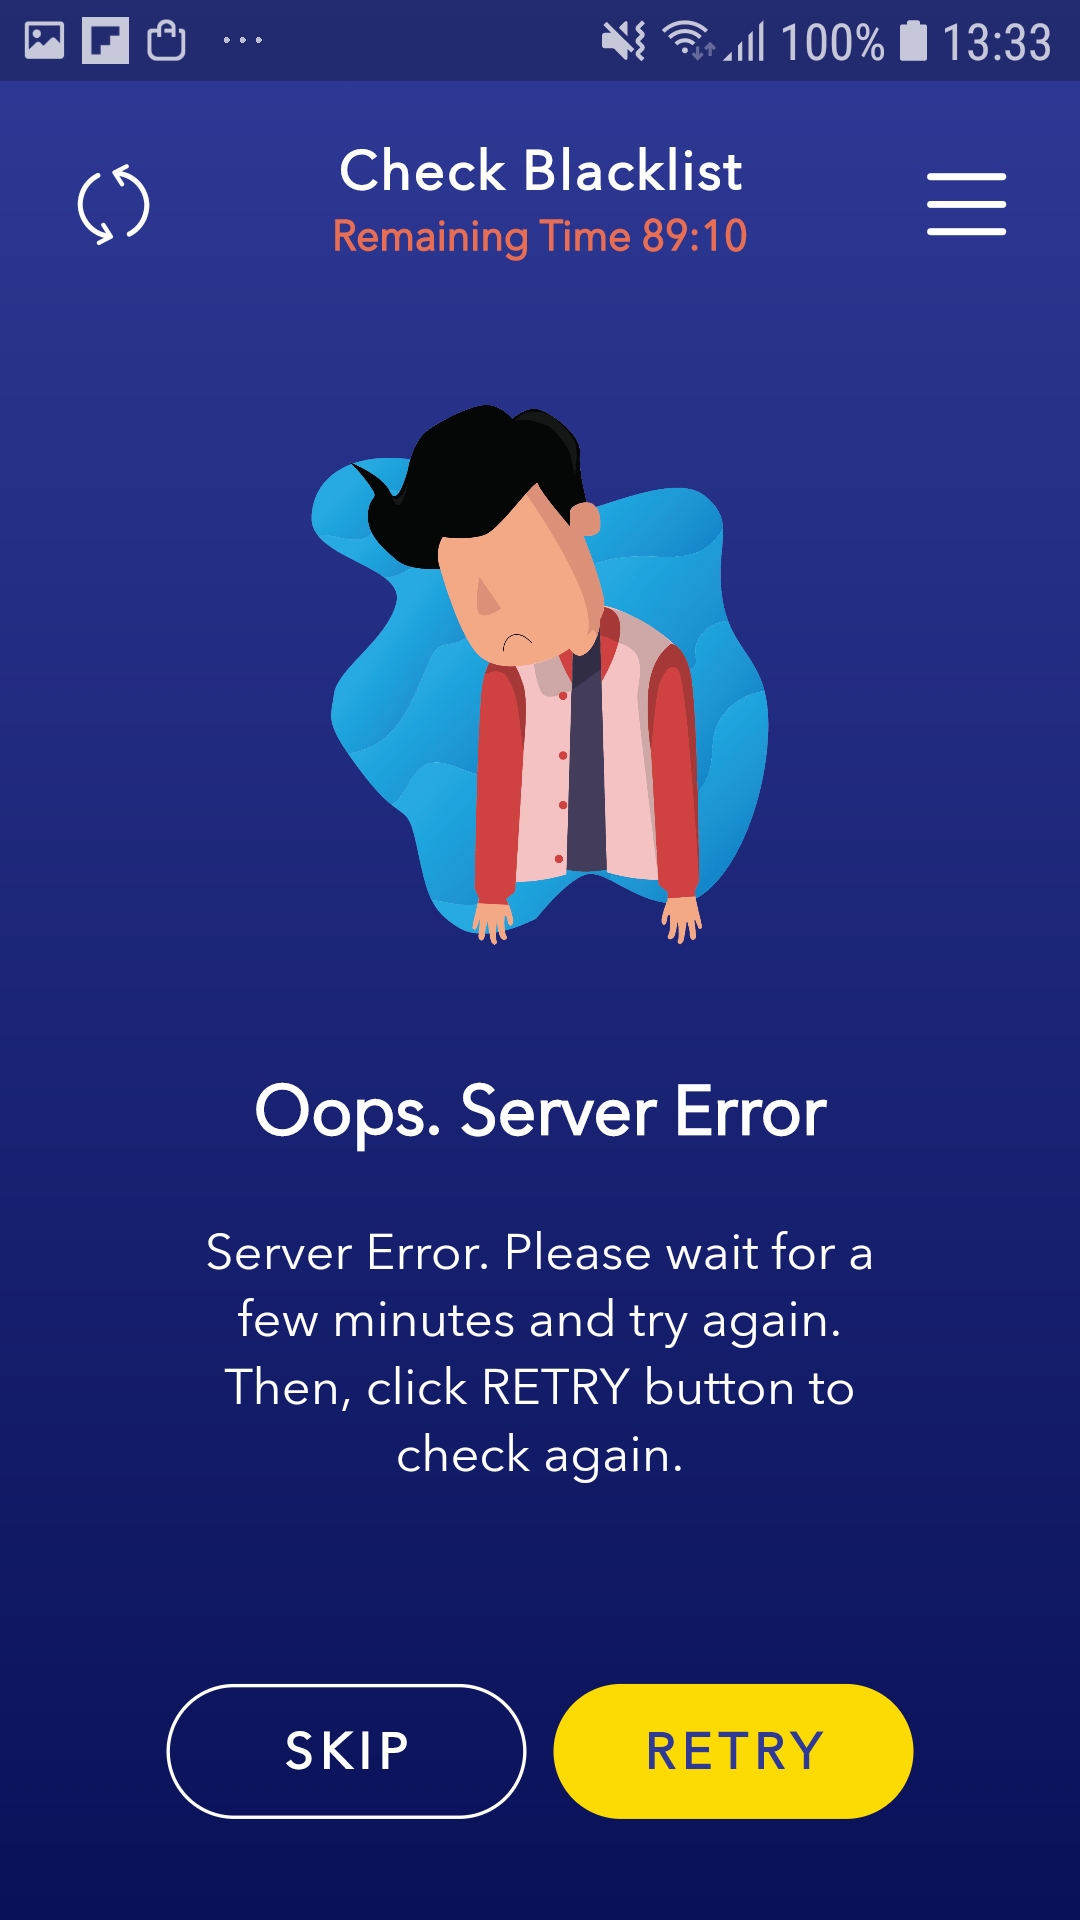 100% 13:33
Check Blacklist
Remaining Time 89:10
Oops. Server Error
Server Error. Please wait for a
few minutes and try again.
Then, click RETRY button to
check again.
SKIP RETRY